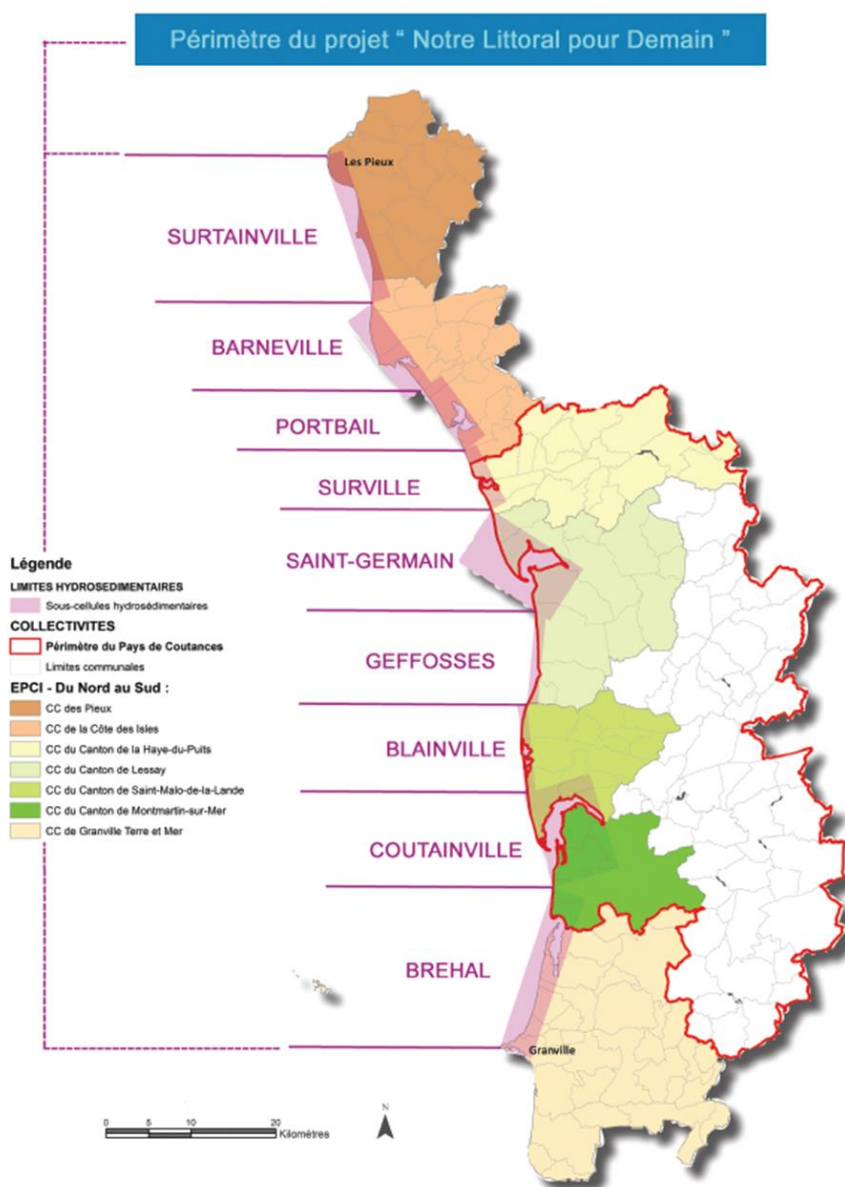 Périmètre du projet “ Notre Littoral pour Demain ”
Les Pieux
SURTAINVILLE
BARNEVILLE
PORTBAIL
SURVILLE
SAINT-GERMAIN
GEFFOSSES
BLAINVILLE
COUTAINVILLE
BREHAL
Granville
Légende
LIMITES HYDROSEDIMENTAIRES
Sous-cellules hydrosédimentaires
COLLECTIVITES
Périmètre du Pays de Coutances
Limites communales
EPCI - Du Nord au Sud :
CC des Pieux
CC de la Côte des Isles
CC du Canton de la Haye-du-Puits
CC du Canton de Lessay
CC du Canton de Saint-Malo-de-la-Lande
CC du Canton de Montmartin-sur-Mer
CC de Granville Terre et Mer
0 5 10 20
Kilomètres
N